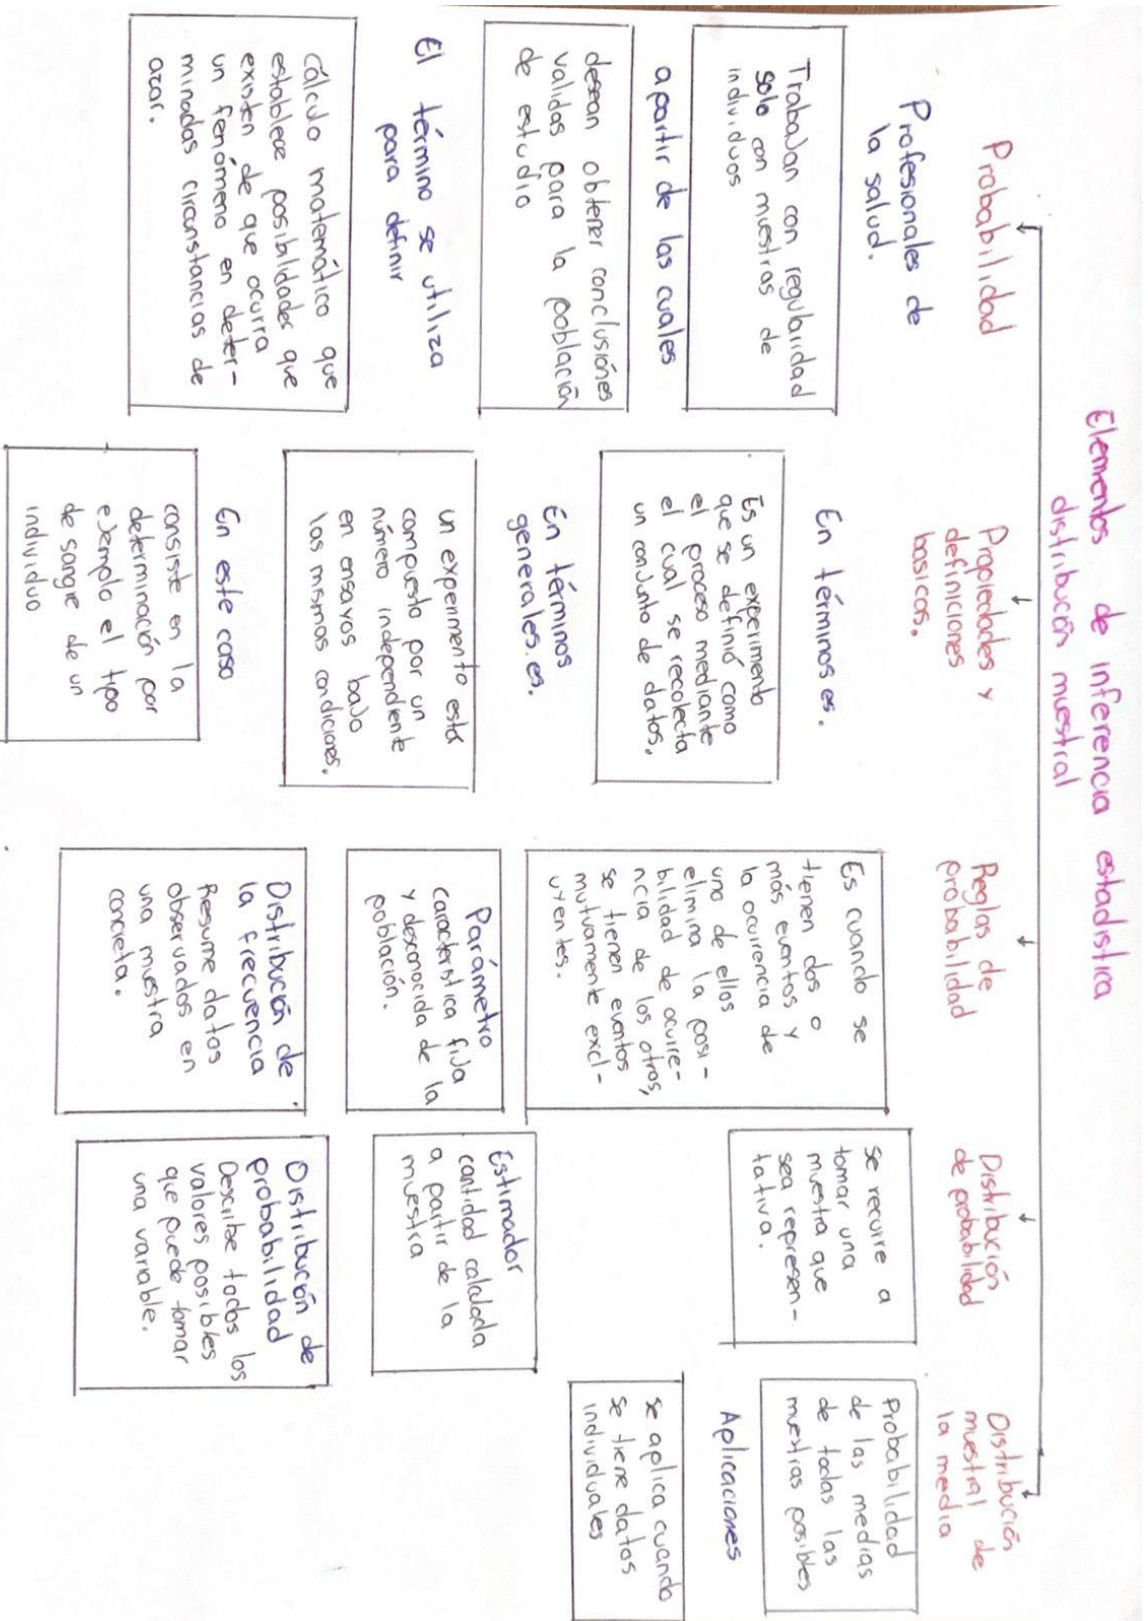 Elementos de inferencia estadistica
distribución muestral
Probabilidad
Profesionales de
la salud.
Trabajan con regularidad
solo con muestras de
individuos
apartir de las cuales
desean obtener conclusiónes
validas para la población
de estudio
El término se utiliza
para definir
Cálculo matemático que
establece posibilidades que
existen de que ocurra
un fenómeno en deter-
minadas circunstancias de
azar.
Propiedades y
definiciones
basicas.
En términos es.
Es un experimento
que se definió como
el proceso mediante
el cual se recolecta
un conjunto de datos,
En términos
generales. es.
un experimento está
compuesto por un
número independiente
en ensayos bajo
las mismas condiciones.
En este caso
consiste en la
determinación por
ejemplo el tipo
de sangre de un
individuo
Reglas de
probabilidad
Es cuando se
tienen dos o
más eventos y
la ocurrencia de
uno de ellos
elimina la posi-
bilidad de ocurre-
ncia de los otros,
se tienen eventos
mutuamente excl-
uyentes.
Parámetro
Característica fija
y desconocida de la
población.
Distribución de
la frecuencia
Resume datos
observados en
una muestra
concreta.
Distribución
de probabilidad
se recurre a
tomar una
muestra que
sea represen-
tativa.
Estimador
cantidad calculada
a partir de la
muestra
Distribución de
probabilidad
Describe todos los
valores posibles
que puede tomar
una variable.
Distribución
muestral de
la media
Probabilidad
de las medias
de todas las
muestras posibles
Aplicaciones
se aplica cuando
se tiene datos
individuales